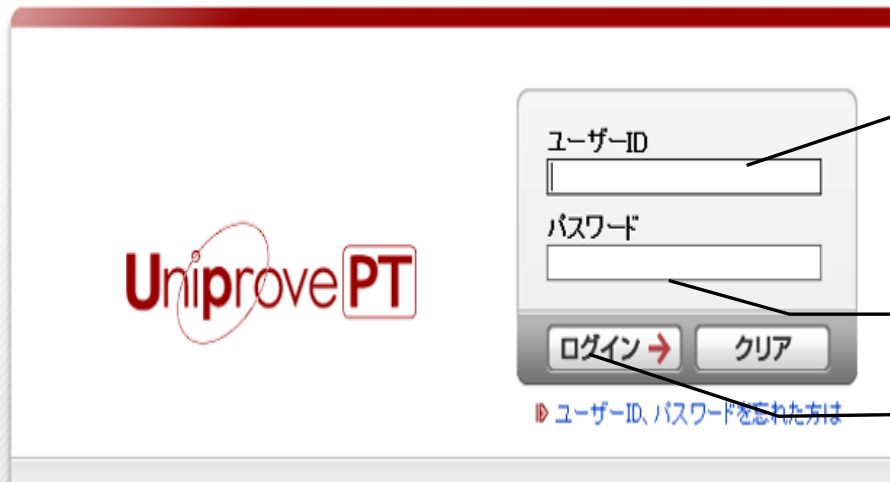 ユーザーID
パスワード
UniprovePT
ログイン
クリア
ユーザーID、パスワードを忘れた方は